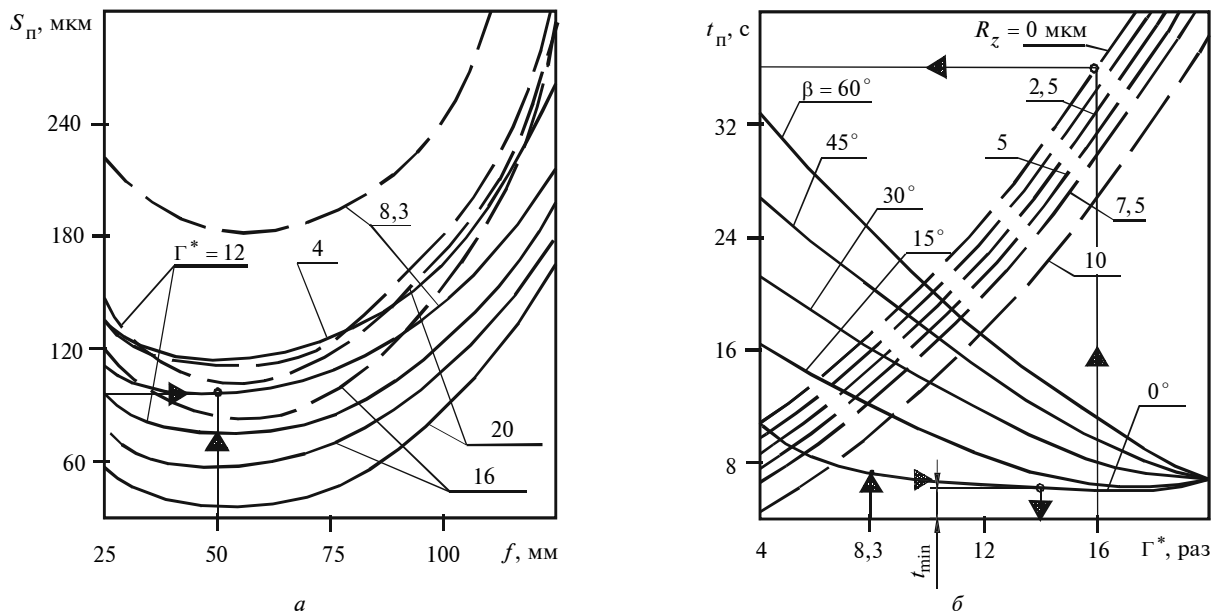 S_п, мкм
240
180
120
60
25
50
75
100
f, мм
Γ* = 12
4
8,3
20
16
а
t_п, с
32
24
16
8
4
8,3
12
16
Γ*, раз
R_z = 0 мкм
2,5
5
7,5
10
β = 60°
45°
30°
15°
0°
t_min
б